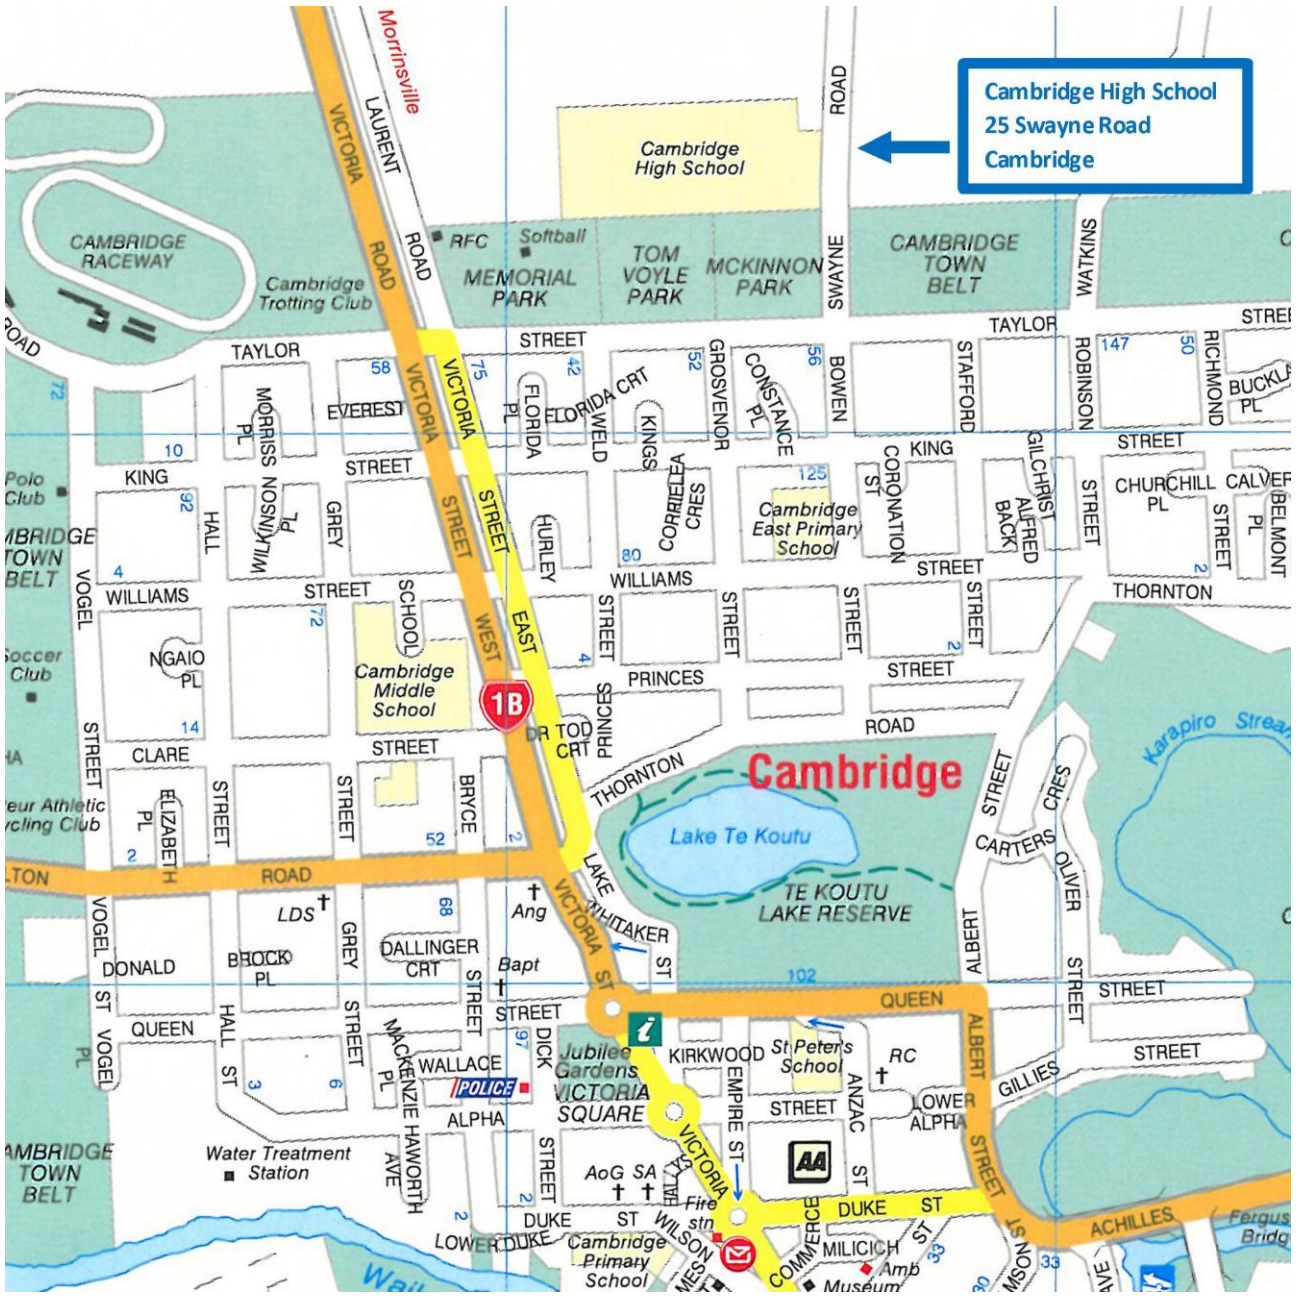 Morrinsville
LAURENT
ROAD
VICTORIA
ROAD
Cambridge High School
25 Swayne Road
Cambridge
Cambridge
High School
ROAD
SWAYNE
CAMBRIDGE
RACEWAY
Cambridge
Trotting Club
RFC
Softball
MEMORIAL
PARK
TOM
VOYLE
PARK
MCKINNON
PARK
CAMBRIDGE
TOWN
BELT
WATKINS
ROAD
TAYLOR
STREET
TAYLOR
72
58
75
42
52
56
147
50
VICTORIA
VICTORIA
MORRISS
PL
EVEREST
FLORIDA
PL
FLORIDA CRT
WELD
KINGS
GROSVENOR
CONSTANCE
PL
BOWEN
STAFFORD
ROBINSON
RICHMOND
PL
10
KING
STREET
KING
STREET
Polo
Club
92
HALL
WILKINSON
PL
GREY
STREET
STREET
HURLEY
CORRIELEA
CRES
80
125
Cambridge
East Primary
School
CORONATION
ST
GILCHRIST
ALFRED
BACK
STREET
CHURCHILL
PL
STREET
PL
BELMONT
TOWN
BELT
VOGEL
4
WILLIAMS
STREET
WILLIAMS
STREET
THORNTON
2
72
SCHOOL
WEST
EAST
STREET
STREET
STREET
STREET
2
4
NGAIO
PL
Cambridge
Middle
School
1B
PRINCES
STREET
PRINCES
ROAD
14
CLARE
STREET
DR TOD
CRT
THORNTON
Cambridge
Lake Te Koutu
TE KOUTU
LAKE RESERVE
Karapiro
STREET
CRES
CARTERS
OLIVER
STREET
Club
ELIZABETH
PL
STREET
STREET
BRYCE
2
52
2
ROAD
LAKE
VICTORIA
ST
WHITAKER
ST
LDS
Ang
68
VOGEL
ST
VOGEL
PL
DONALD
PL
GREY
STREET
DALLINGER
CRT
Bapt
STREET
102
QUEEN
ALBERT
STREET
STREET
QUEEN
STREET
HALL
ST
3
6
MACKENZIE
PL
WALLACE
POLICE
97
DICK
STREET
Jubilee
Gardens
VICTORIA
SQUARE
i
KIRKWOOD
EMPIRE ST
St Peter's
School
RC
ANZAC
ST
STREET
LOWER
ALPHA
ALBERT
STREET
GILLIES
STREET
ALPHA
HAWORTH
AVE
Water Treatment
Station
TOWN
BELT
AoG
SA
VICTORIA
AA
Fire
stn
DUKE
ST
ACHILLES
2
2
DUKE
ST
LOWER DUKE
Cambridge
Primary
School
WILSON
COMMERCE
MILICICH
ST
33
Amb
Museum
30
ST
33